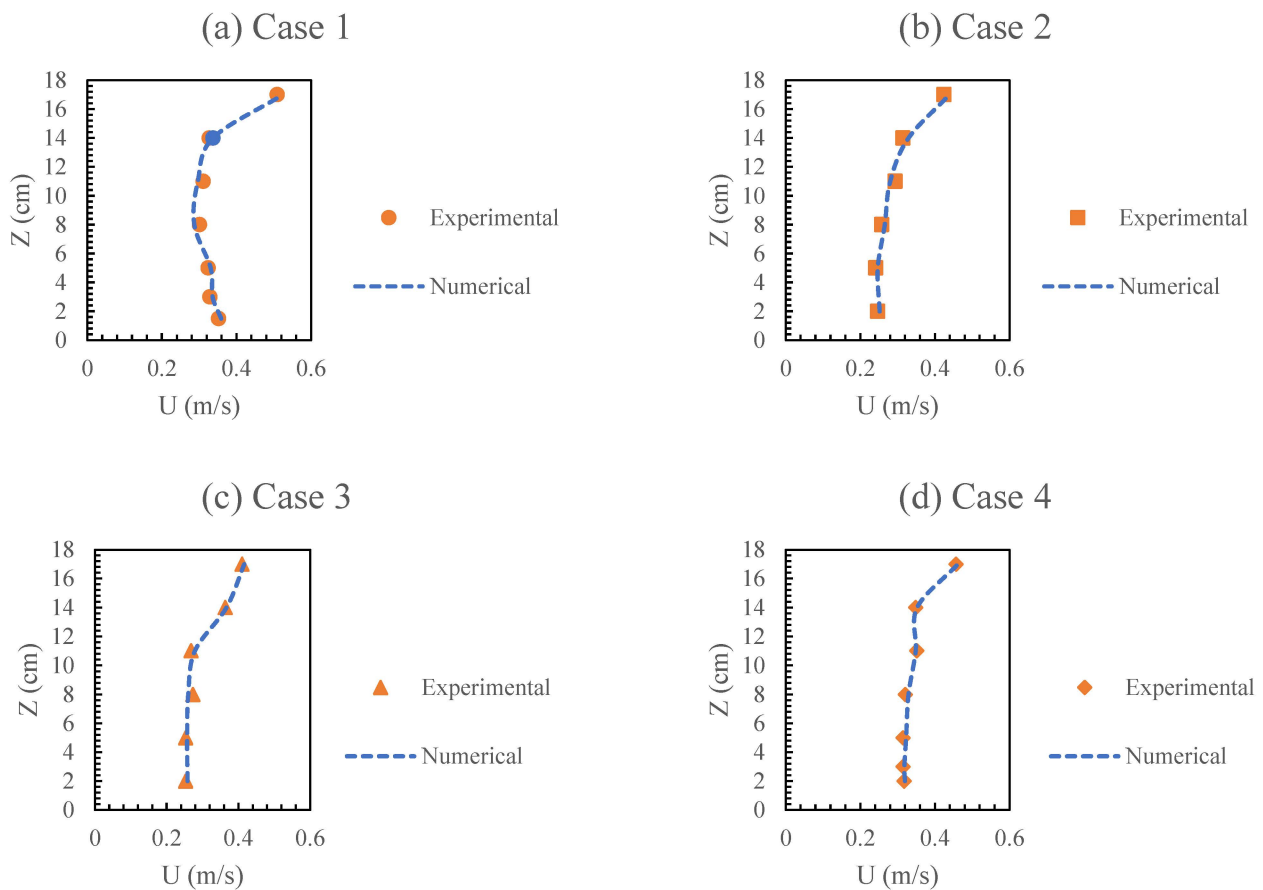 (a) Case 1
18
16
14
12
10
8
6
4
2
0
Z (cm)
0 0.2 0.4 0.6
U (m/s)
Experimental
Numerical
(b) Case 2
18
16
14
12
10
8
6
4
2
0
Z (cm)
0 0.2 0.4 0.6
U (m/s)
Experimental
Numerical
(c) Case 3
18
16
14
12
10
8
6
4
2
0
Z (cm)
0 0.2 0.4 0.6
U (m/s)
Experimental
Numerical
(d) Case 4
18
16
14
12
10
8
6
4
2
0
Z (cm)
0 0.2 0.4 0.6
U (m/s)
Experimental
Numerical